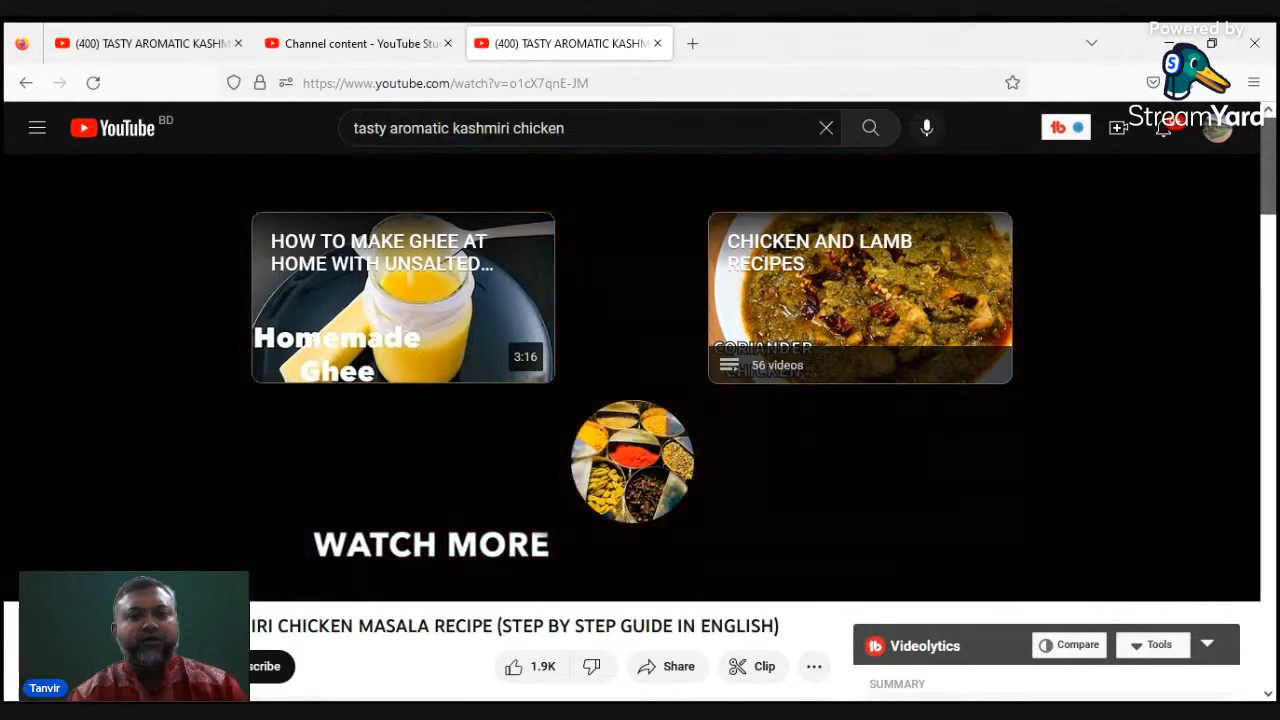 Powered by
StreamYard
(400) TASTY AROMATIC KASHM
Channel content - YouTube Stu
(400) TASTY AROMATIC KASHM
https://www.youtube.com/watch?v=o1cX7qnE-JM
YouTube BD
tasty aromatic kashmiri chicken
HOW TO MAKE GHEE AT
HOME WITH UNSALTED...
Homemade
Ghee
3:16
CHICKEN AND LAMB
RECIPES
CORIANDER
CHICKEN
56 videos
WATCH MORE
IRI CHICKEN MASALA RECIPE (STEP BY STEP GUIDE IN ENGLISH)
scribe
1.9K
Share
Clip
tb Videolytics
Compare
Tools
SUMMARY
Tanvir